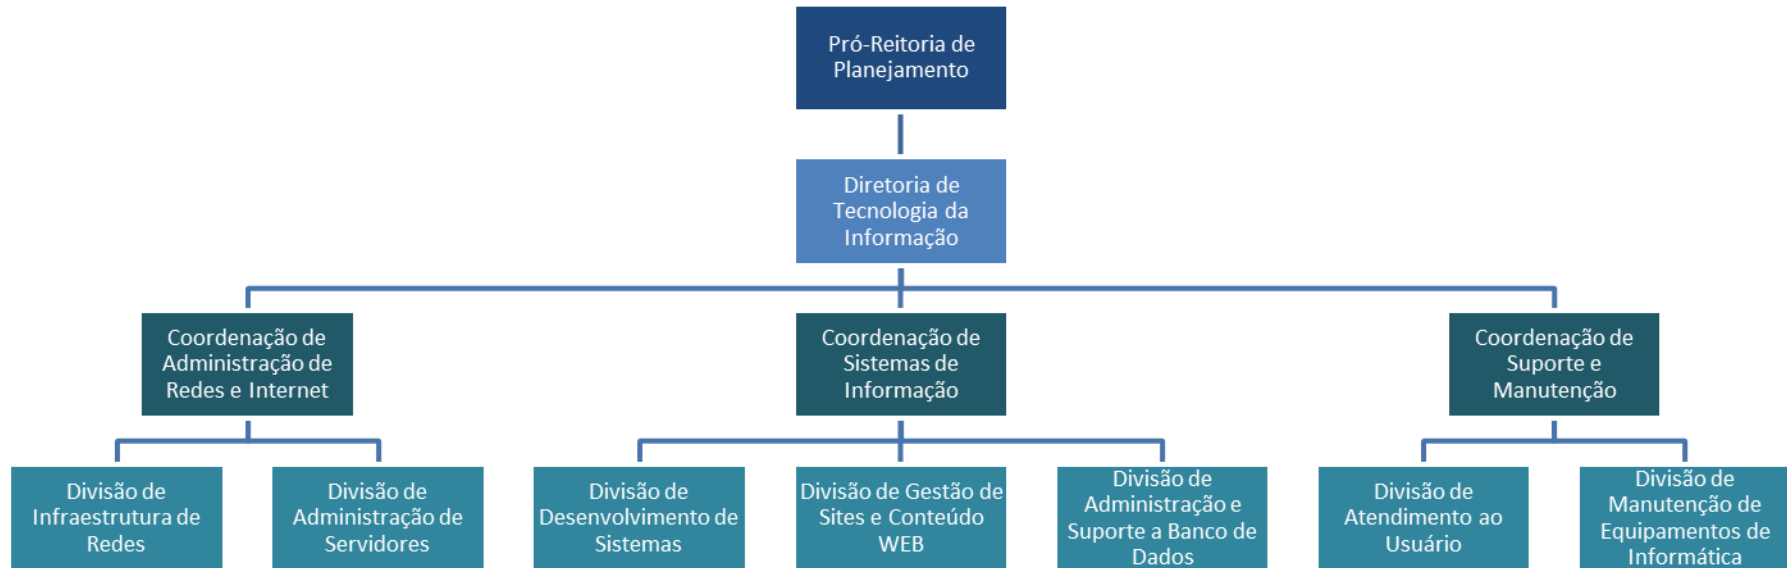 Pró-Reitoria de
Planejamento
Diretoria de
Tecnologia da
Informação
Coordenação de
Administração de
Redes e Internet
Coordenação de
Sistemas de
Informação
Coordenação de
Suporte e
Manutenção
Divisão de
Infraestrutura de
Redes
Divisão de
Administração de
Servidores
Divisão de
Desenvolvimento de
Sistemas
Divisão de Gestão de
Sites e Conteúdo
WEB
Divisão de
Administração e
Suporte a Banco de
Dados
Divisão de
Atendimento ao
Usuário
Divisão de
Manutenção de
Equipamentos de
Informática